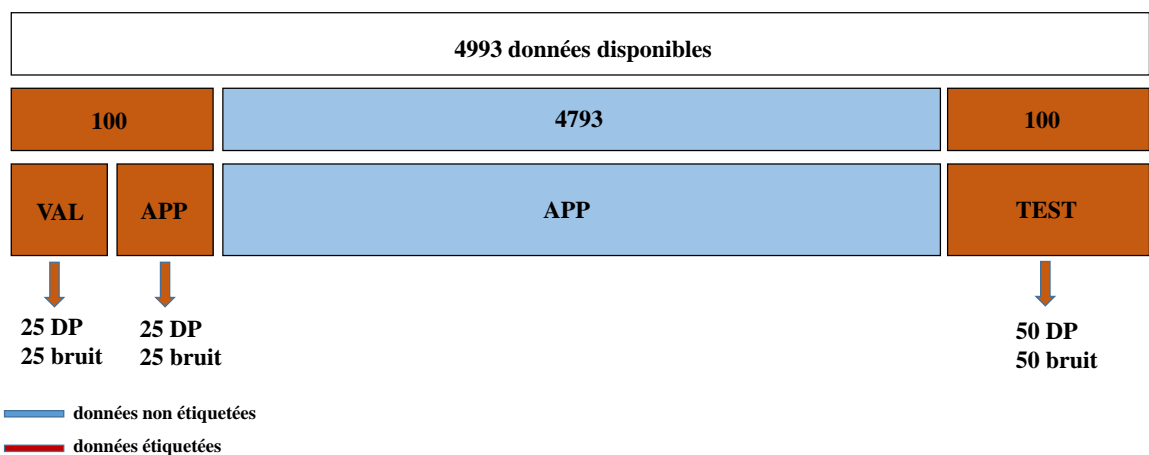 4993 données disponibles
100
4793
100
VAL
APP
APP
TEST
25 DP
25 bruit
25 DP
25 bruit
50 DP
50 bruit
données non étiquetées
données étiquetées